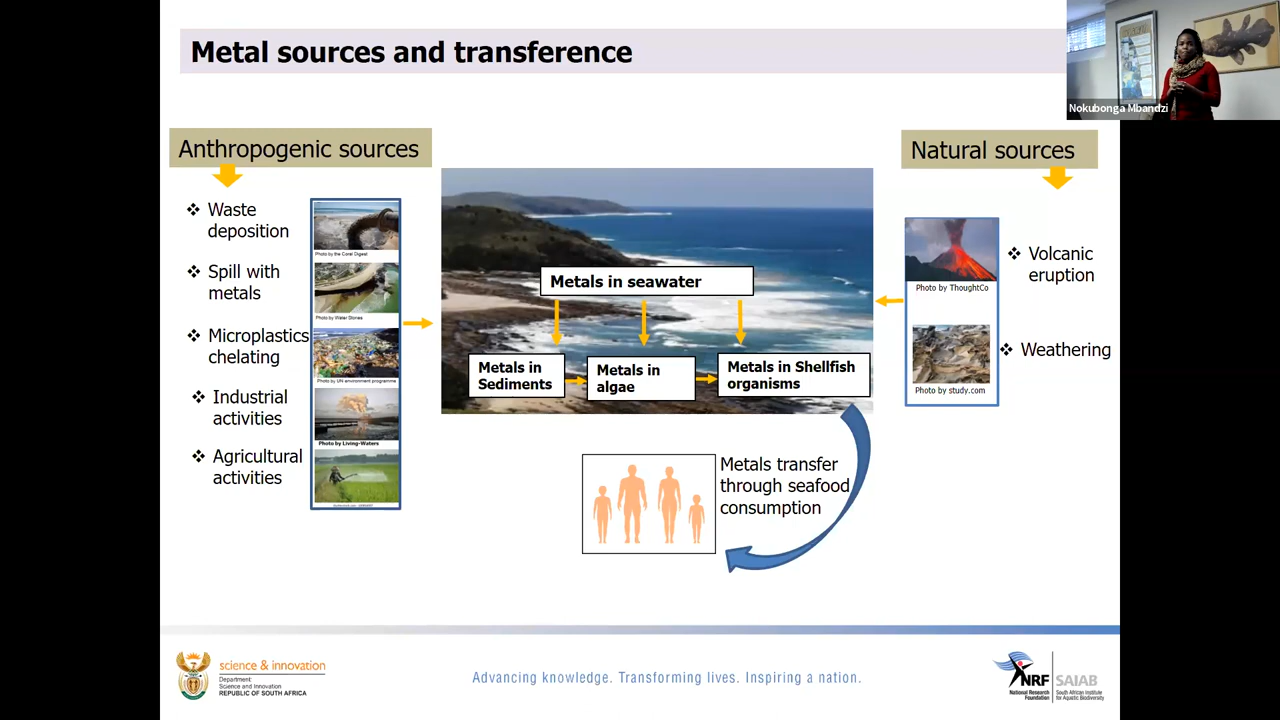 Metal sources and transference
Nokubonga Mbandzi
Anthropogenic sources
❖ Waste
deposition
❖ Spill with
metals
❖ Microplastics
chelating
❖ Industrial
activities
❖ Agricultural
activities
Photo by the Coral Digest
Photo by Water Stories
Photo by UN environment programme
Photo by Living-Waters
Metals in seawater
Metals in
Sediments
Metals in
algae
Metals in Shellfish
organisms
Metals transfer
through seafood
consumption
Natural sources
Photo by ThoughtCo
Photo by study.com
❖ Volcanic
eruption
❖ Weathering
science & innovation
Department:
Science and Innovation
REPUBLIC OF SOUTH AFRICA
Advancing knowledge. Transforming lives. Inspiring a nation.
NRF
National Research
Foundation
SAIAB
South African Institute
for Aquatic Biodiversity